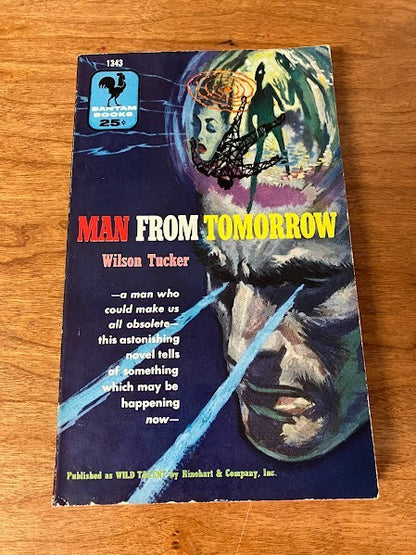 1343
BANTAM
BOOKS
25¢
MAN FROM TOMORROW
Wilson Tucker
—a man who
could make us
all obsolete—
this astonishing
novel tells
of something
which may be
happening
now—
Published as WILD TALENT by Rinehart & Company, Inc.